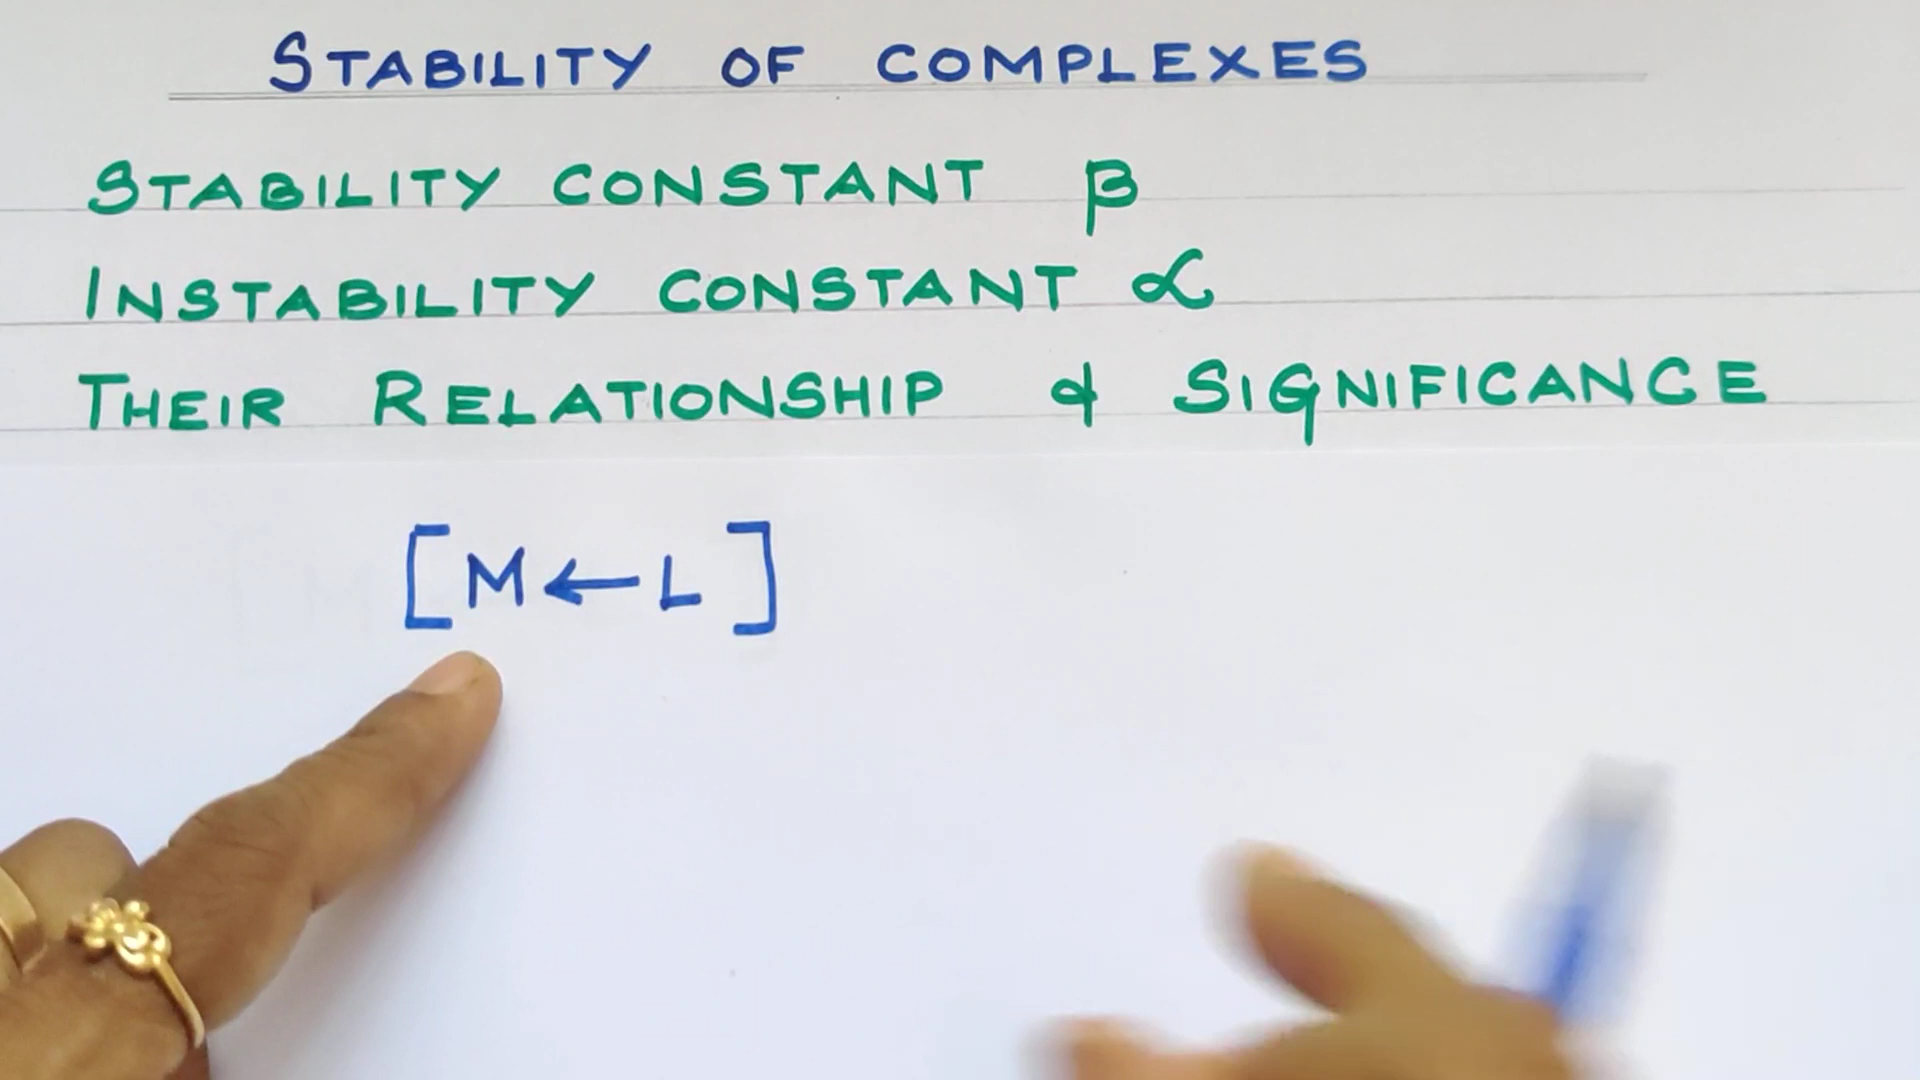 STABILITY OF COMPLEXES
STABILITY CONSTANT β
INSTABILITY CONSTANT α
THEIR RELATIONSHIP & SIGNIFICANCE
[M←L]